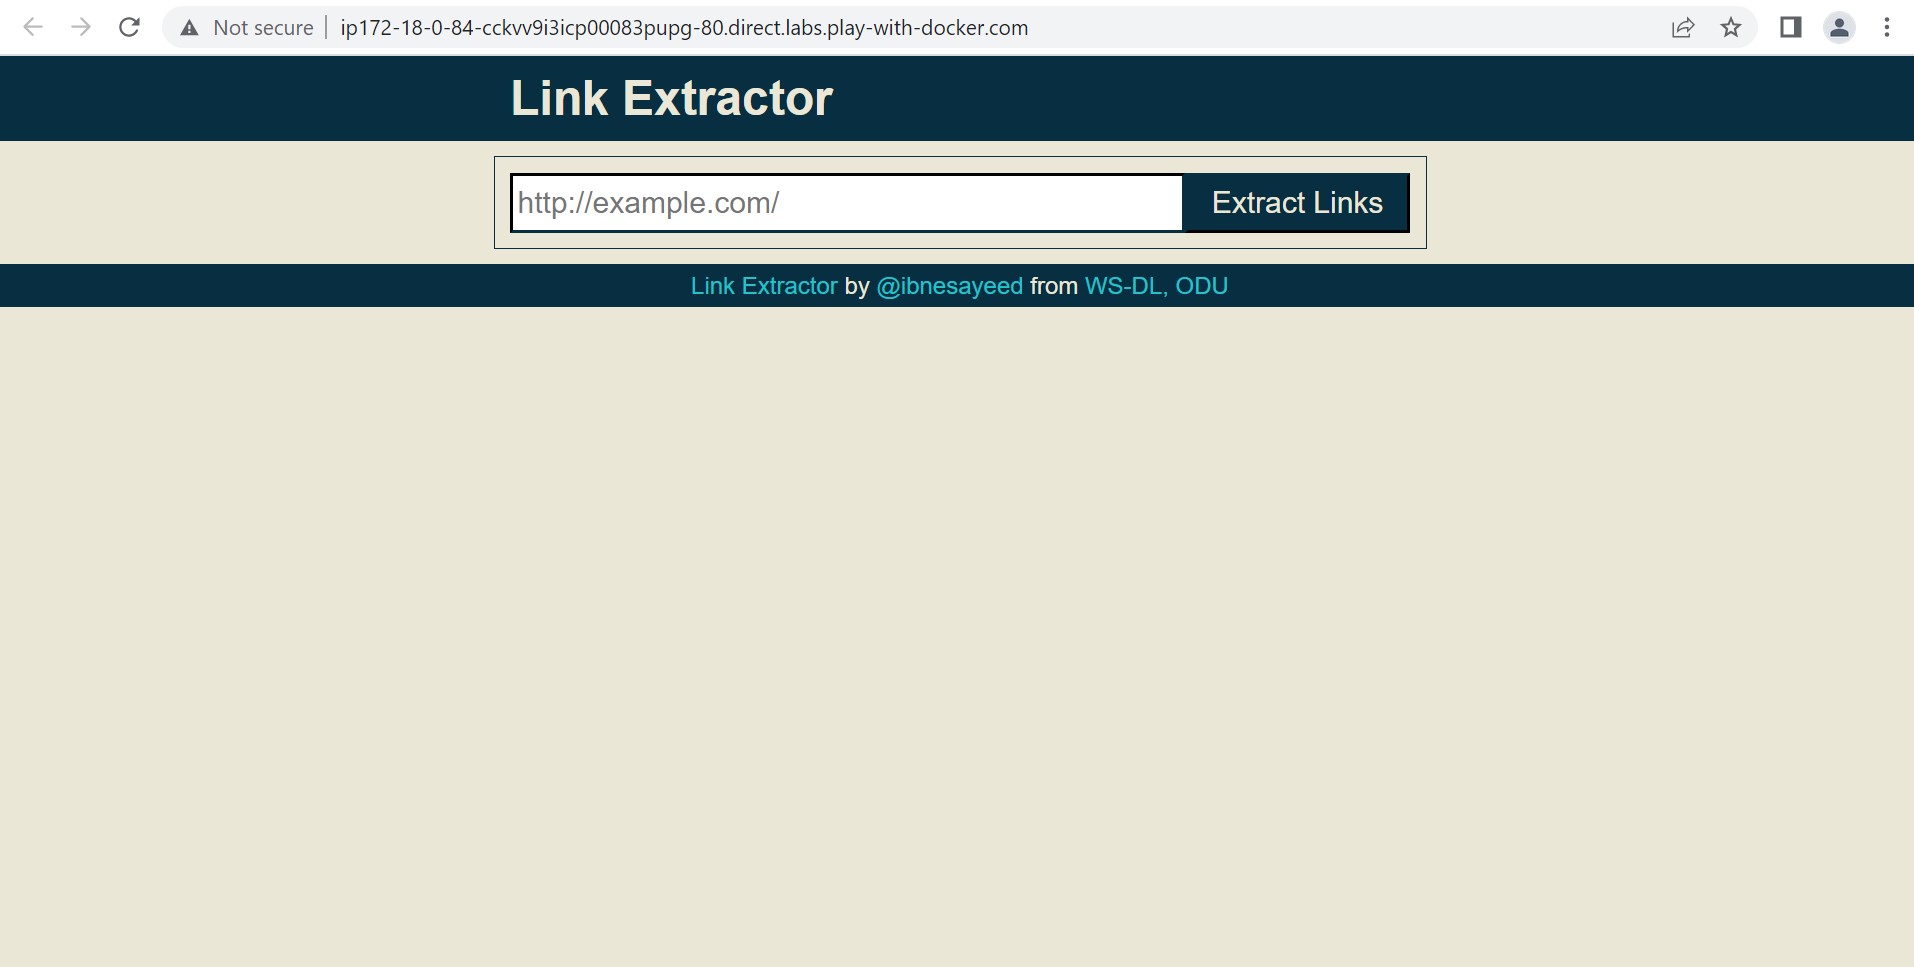 Not secure | ip172-18-0-84-cckvv9i3icp00083pupg-80.direct.labs.play-with-docker.com
Link Extractor
http://example.com/ Extract Links
Link Extractor by @ibnesayeed from WS-DL, ODU